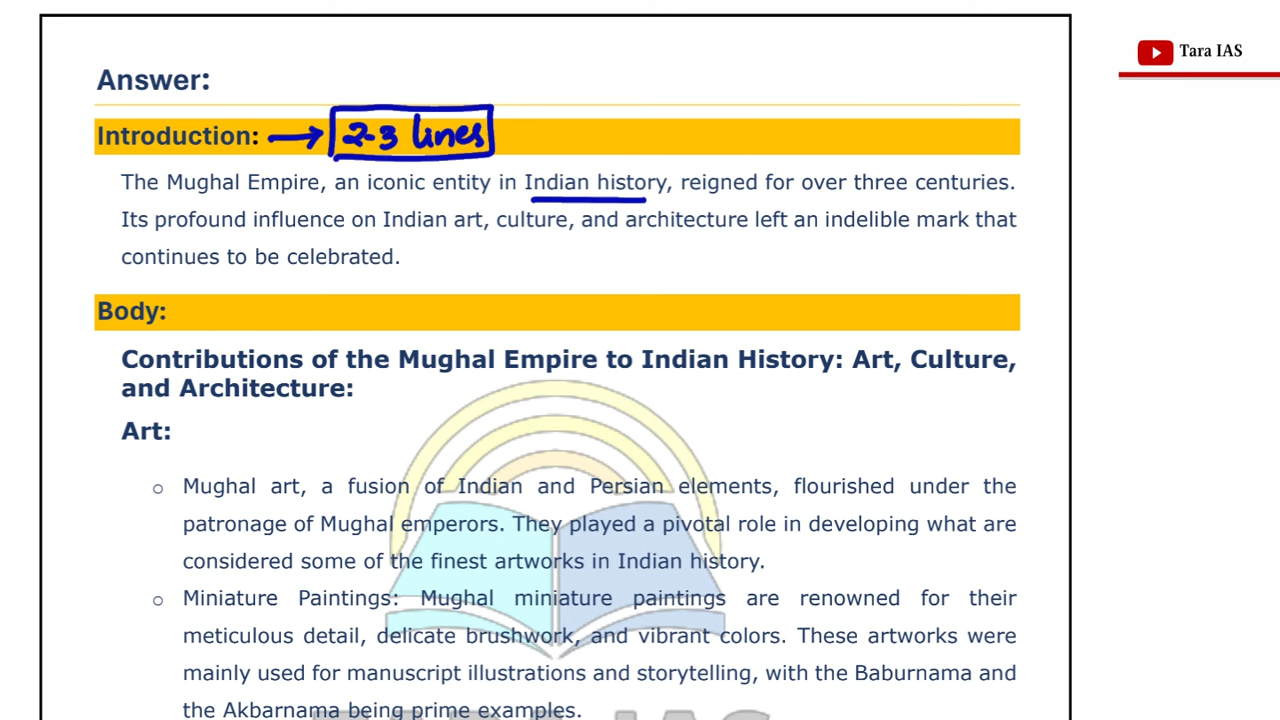 Tara IAS
Answer:
Introduction: → 2-3 lines
The Mughal Empire, an iconic entity in Indian history, reigned for over three centuries.
Its profound influence on Indian art, culture, and architecture left an indelible mark that
continues to be celebrated.
Body:
Contributions of the Mughal Empire to Indian History: Art, Culture,
and Architecture:
Art:
o Mughal art, a fusion of Indian and Persian elements, flourished under the
patronage of Mughal emperors. They played a pivotal role in developing what are
considered some of the finest artworks in Indian history.
o Miniature Paintings: Mughal miniature paintings are renowned for their
meticulous detail, delicate brushwork, and vibrant colors. These artworks were
mainly used for manuscript illustrations and storytelling, with the Baburnama and
the Akbarnama being prime examples.